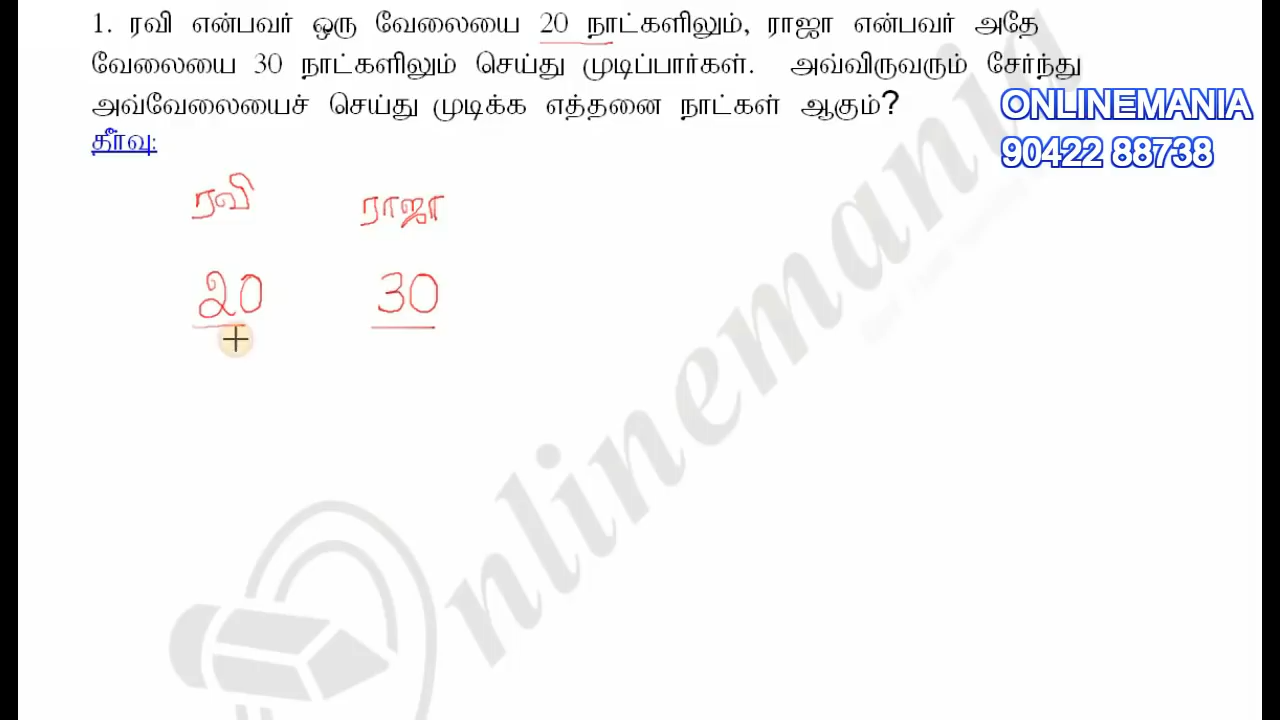 1. ரவி என்பவர் ஒரு வேலையை 20 நாட்களிலும், ராஜா என்பவர் அதே
வேலையை 30 நாட்களிலும் செய்து முடிப்பார்கள். அவ்விருவரும் சேர்ந்து
அவ்வேலையைச் செய்து முடிக்க எத்தனை நாட்கள் ஆகும்?
ONLINEMANIA
90422 88738
தீர்வு:
ரவி ராஜா
20 30
Onlinemania